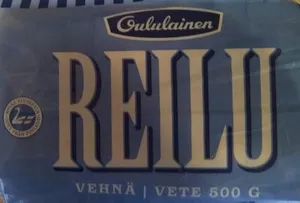 Oululainen
REILU
VEHNÄ | VETE 500 G